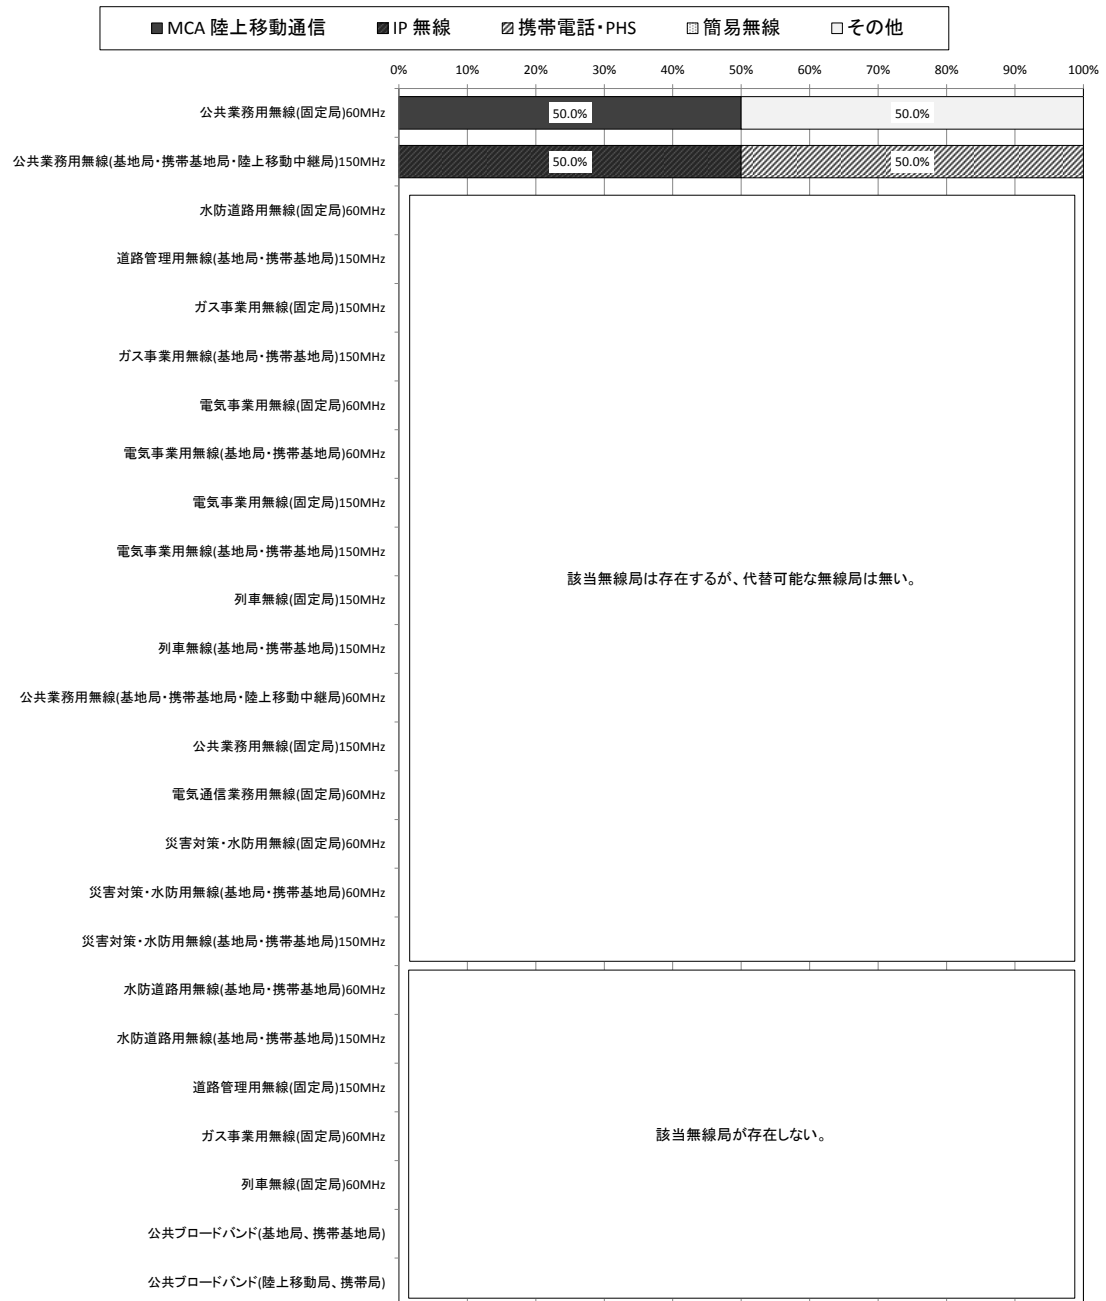 MCA 陸上移動通信 IP 無線 携帯電話・PHS 簡易無線 その他
0% 10% 20% 30% 40% 50% 60% 70% 80% 90% 100%
公共業務用無線(固定局)60MHz 50.0% 50.0%
公共業務用無線(基地局・携帯基地局・陸上移動中継局)150MHz 50.0% 50.0%
水防道路用無線(固定局)60MHz
道路管理用無線(基地局・携帯基地局)150MHz
ガス事業用無線(固定局)150MHz
ガス事業用無線(基地局・携帯基地局)150MHz
電気事業用無線(固定局)60MHz
電気事業用無線(基地局・携帯基地局)60MHz
電気事業用無線(固定局)150MHz
電気事業用無線(基地局・携帯基地局)150MHz
該当無線局は存在するが、代替可能な無線局は無い。
列車無線(固定局)150MHz
列車無線(基地局・携帯基地局)150MHz
公共業務用無線(基地局・携帯基地局・陸上移動中継局)60MHz
公共業務用無線(固定局)150MHz
電気通信業務用無線(固定局)60MHz
災害対策・水防用無線(固定局)60MHz
災害対策・水防用無線(基地局・携帯基地局)60MHz
災害対策・水防用無線(基地局・携帯基地局)150MHz
水防道路用無線(基地局・携帯基地局)60MHz
水防道路用無線(基地局・携帯基地局)150MHz
道路管理用無線(固定局)150MHz
ガス事業用無線(固定局)60MHz
該当無線局が存在しない。
列車無線(固定局)60MHz
公共ブロードバンド(基地局、携帯基地局)
公共ブロードバンド(陸上移動局、携帯局)